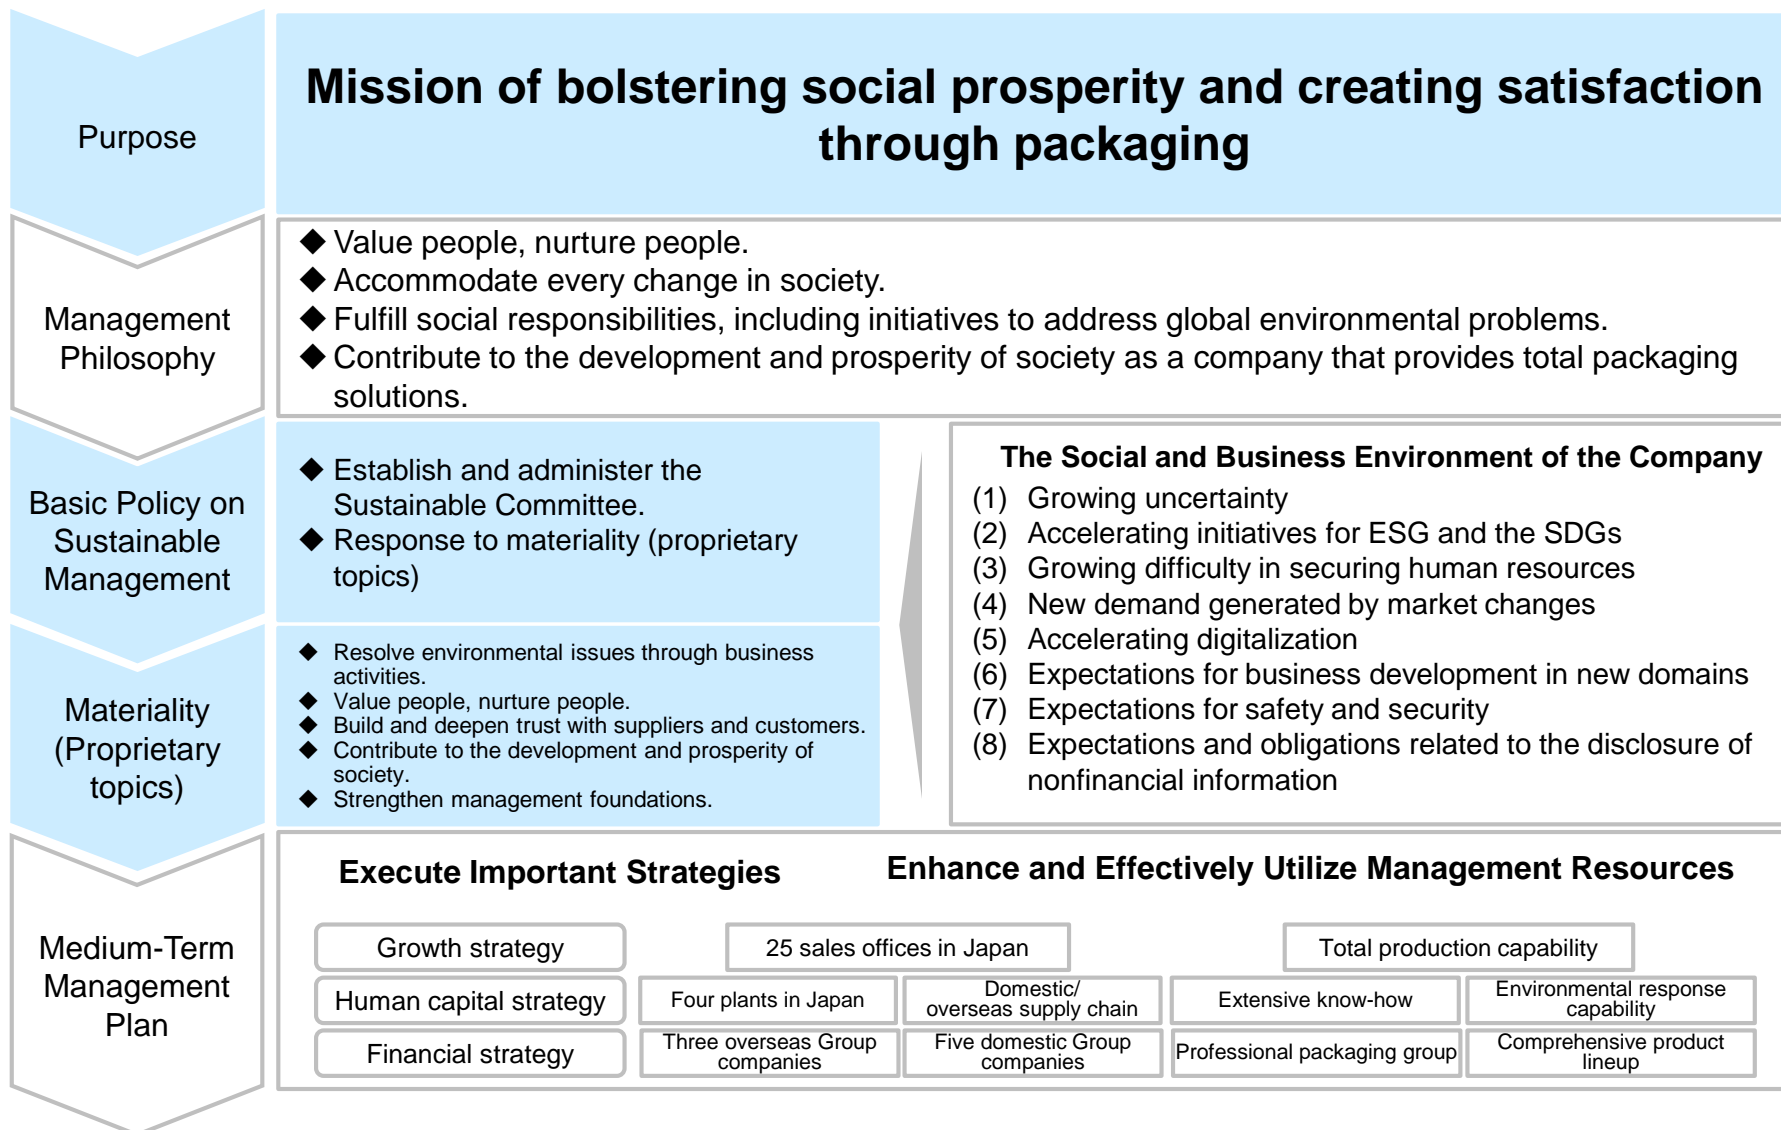 Purpose
Mission of bolstering social prosperity and creating satisfaction
through packaging
Management
Philosophy
◆ Value people, nurture people.
◆ Accommodate every change in society.
◆ Fulfill social responsibilities, including initiatives to address global environmental problems.
◆ Contribute to the development and prosperity of society as a company that provides total packaging
solutions.
Basic Policy on
Sustainable
Management
◆ Establish and administer the
Sustainable Committee.
◆ Response to materiality (proprietary
topics)
Materiality
(Proprietary
topics)
◆ Resolve environmental issues through business
activities.
◆ Value people, nurture people.
◆ Build and deepen trust with suppliers and customers.
◆ Contribute to the development and prosperity of
society.
◆ Strengthen management foundations.
The Social and Business Environment of the Company
(1) Growing uncertainty
(2) Accelerating initiatives for ESG and the SDGs
(3) Growing difficulty in securing human resources
(4) New demand generated by market changes
(5) Accelerating digitalization
(6) Expectations for business development in new domains
(7) Expectations for safety and security
(8) Expectations and obligations related to the disclosure of
nonfinancial information
Medium-Term
Management
Plan
Execute Important Strategies
Growth strategy
Human capital strategy
Financial strategy
Enhance and Effectively Utilize Management Resources
25 sales offices in Japan
Four plants in Japan
Domestic/
overseas supply chain
Three overseas Group
companies
Five domestic Group
companies
Total production capability
Extensive know-how
Environmental response
capability
Professional packaging group
Comprehensive product
lineup